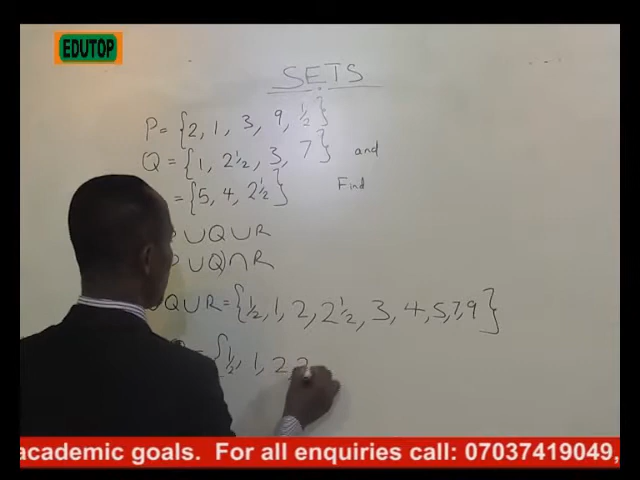 EDUTOP
SETS
P = {2, 1, 3, 9, ½}
Q = {1, 2½, 3, 7} and
= {5, 4, 2½} Find
∪ Q ∪ R
∪ Q) ∩ R
∪ Q ∪ R = {½, 1, 2, 2½, 3, 4, 5, 7, 9}
= {½, 1, 2, 2
academic goals. For all enquiries call: 07037419049,